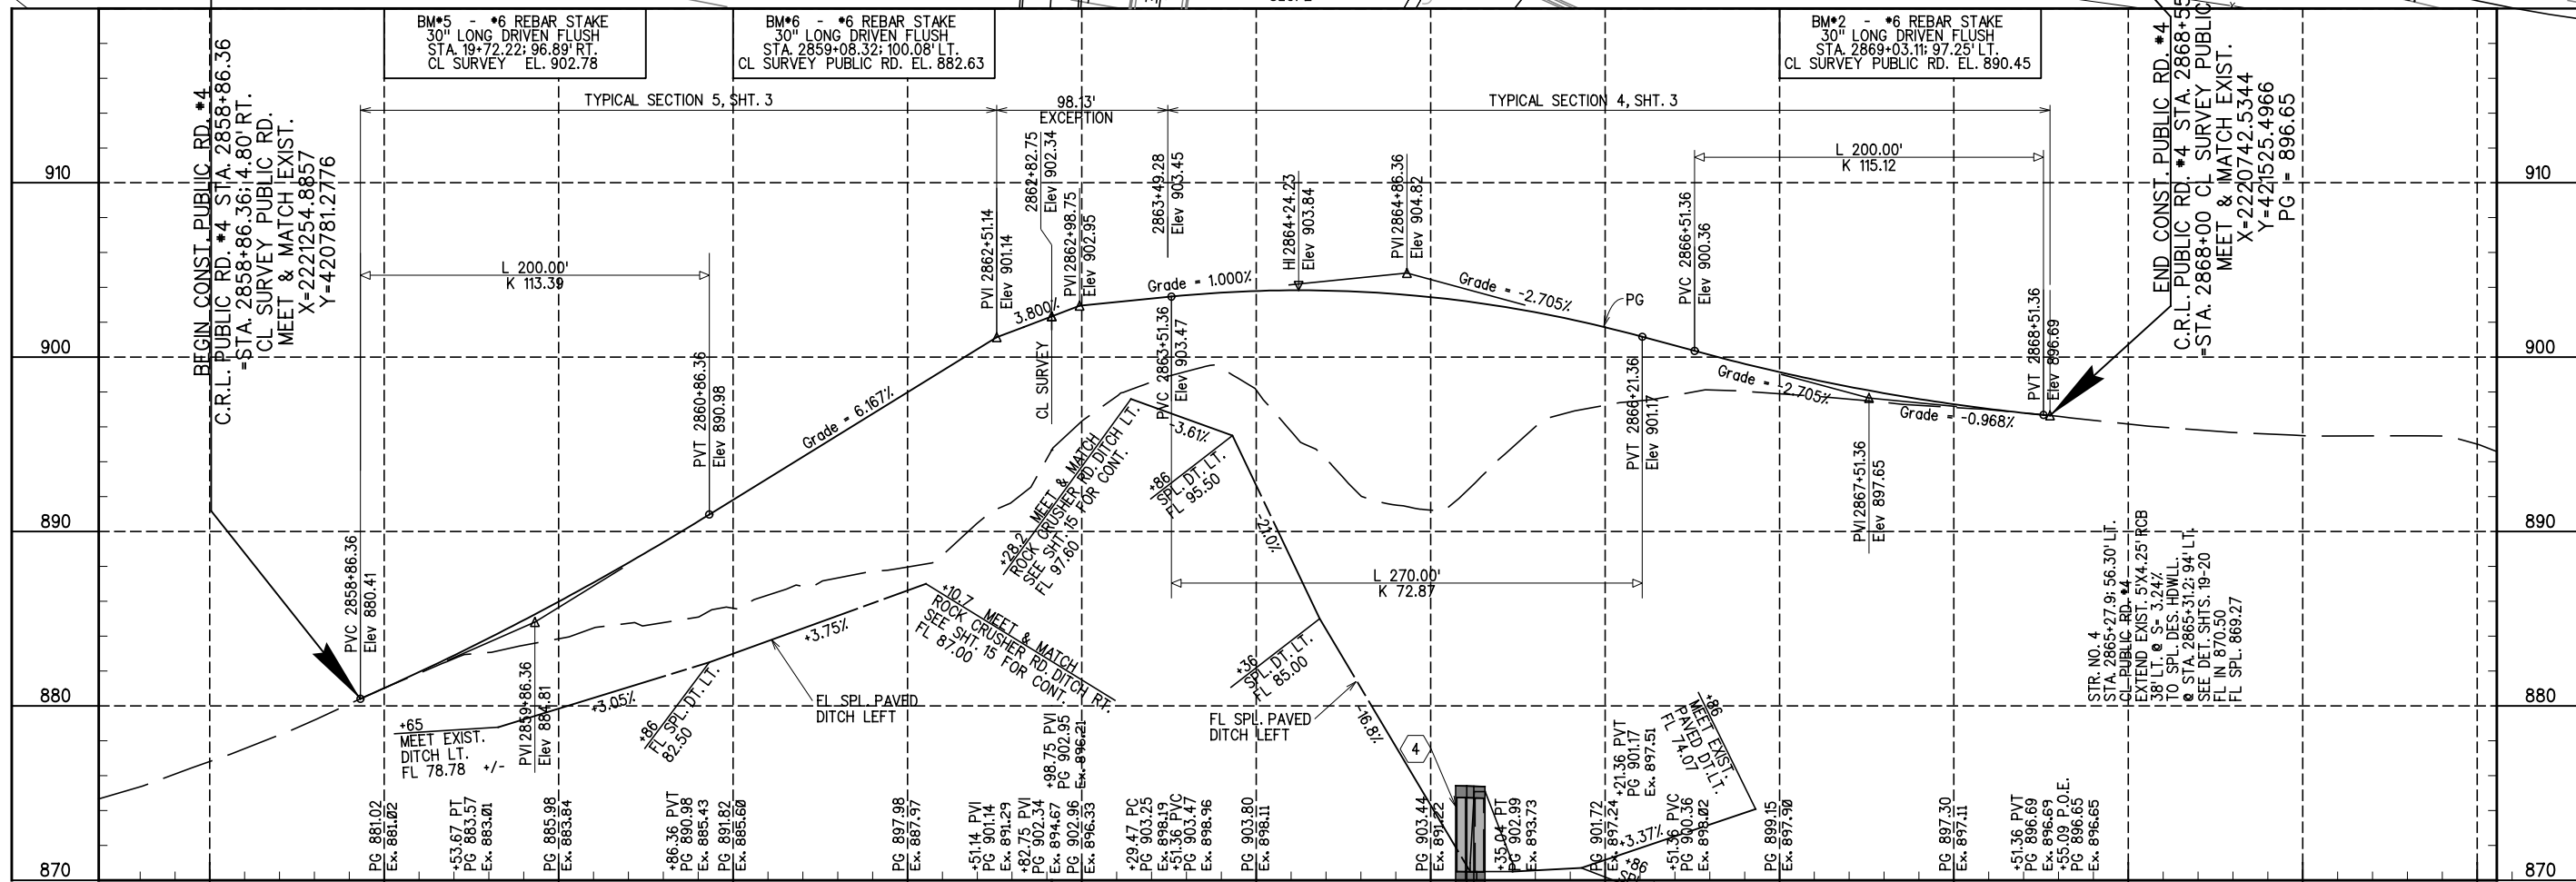 BM#5 - #6 REBAR STAKE
30" LONG DRIVEN FLUSH
STA. 19+72.22; 96.89' RT.
CL SURVEY EL. 902.78
BM#6 - #6 REBAR STAKE
30" LONG DRIVEN FLUSH
STA. 2859+08.32; 100.08' LT.
CL SURVEY PUBLIC RD. EL. 882.63
BM#2 - #6 REBAR STAKE
30" LONG DRIVEN FLUSH
STA. 2869+03.11; 97.25' LT.
CL SURVEY PUBLIC RD. EL. 890.45
BEGIN CONST. PUBLIC RD. #4
C.R.L. PUBLIC RD. #4 STA. 2858+86.36
=STA. 2858+86.36; 4.80' RT.
CL SURVEY PUBLIC RD.
MEET & MATCH EXIST.
X=2221254.8857
Y=420781.2776
TYPICAL SECTION 5, SHT. 3
98.13'
EXCEPTION
TYPICAL SECTION 4, SHT. 3
END CONST. PUBLIC RD. #4
C.R.L. PUBLIC RD. #4 STA. 2868+55
=STA. 2868+00 CL SURVEY PUBLIC
MEET & MATCH EXIST.
X=2220742.5344
Y=421525.4966
PG = 896.65
910
900
890
880
870
910
900
890
880
870
L 200.00'
K 113.39
PVC 2858+86.36
Elev 880.41
PVI 2859+86.36
Elev 884.81
PVT 2860+86.36
Elev 890.98
Grade = 6.167%
PVI 2862+51.14
Elev 901.14
3.800%
2862+82.75
Elev 902.34
CL SURVEY
PVI 2862+98.75
Elev 902.95
2863+49.28
Elev 903.45
Grade = 1.000%
PVC 2863+51.36
Elev 903.47
HI 2864+24.23
Elev 903.84
PVI 2864+86.36
Elev 904.82
Grade = -2.705%
PG
L 270.00'
K 72.87
PVT 2866+21.36
Elev 901.17
PVC 2866+51.36
Elev 900.36
L 200.00'
K 115.12
Grade = -2.705%
PVI 2867+51.36
Elev 897.65
Grade = -0.968%
PVT 2868+51.36
Elev 896.69
+65
MEET EXIST.
DITCH LT.
FL 78.78 +/-
+3.05%
+86
FL SPL. DT. LT.
82.50
+3.75%
FL SPL. PAVED
DITCH LEFT
+10.7 MEET & MATCH
ROCK CRUSHER RD. DITCH RT.
SEE SHT. 15 FOR CONT.
FL 87.00
+28.2 MEET & MATCH
ROCK CRUSHER RD. DITCH LT.
SEE SHT. 15 FOR CONT.
FL 97.60
-3.61%
+86
SPL. DT. LT.
FL 95.50
-21.0%
+36
SPL. DT. LT.
FL 85.00
FL SPL. PAVED
DITCH LEFT
-16.8%
4
+3.37%
+86
MEET EXIST.
PAVED DT. LT.
FL 74.07
+86
STR. NO. 4
STA. 2865+27.9; 56.30' LT.
CL PUBLIC RD. #4
EXTEND EXIST. 5'X4.25' RCB
38' LT. @ S= 3.24%
TO SPL. DES. HDWLL.
@ STA. 2865+31.2; 94' LT.
SEE DET. SHTS. 19-20
FL IN 870.50
FL SPL. 869.27
PG 881.02
Ex. 881.02
+53.67 PT
PG 883.57
Ex. 883.01
PG 885.98
Ex. 883.84
+86.36 PVT
PG 890.98
Ex. 885.43
PG 891.82
Ex. 885.60
PG 897.98
Ex. 887.97
+51.14 PVI
PG 901.14
Ex. 891.29
+82.75 PVI
PG 902.34
Ex. 894.67
+98.75 PVI
PG 902.95
Ex. 896.21
PG 902.96
Ex. 896.33
+29.47 PC
PG 903.25
Ex. 898.19
+51.36 PVC
PG 903.47
Ex. 898.96
PG 903.80
Ex. 898.11
PG 903.44
Ex. 891.22
+35.04 PT
PG 902.99
Ex. 893.73
PG 901.72
Ex. 897.24
+21.36 PVT
PG 901.17
Ex. 897.51
+51.36 PVC
PG 900.36
Ex. 898.02
PG 899.15
Ex. 897.90
PG 897.30
Ex. 897.11
+51.36 PVT
PG 896.69
Ex. 896.69
+55.09 P.O.E.
PG 896.65
Ex. 896.65